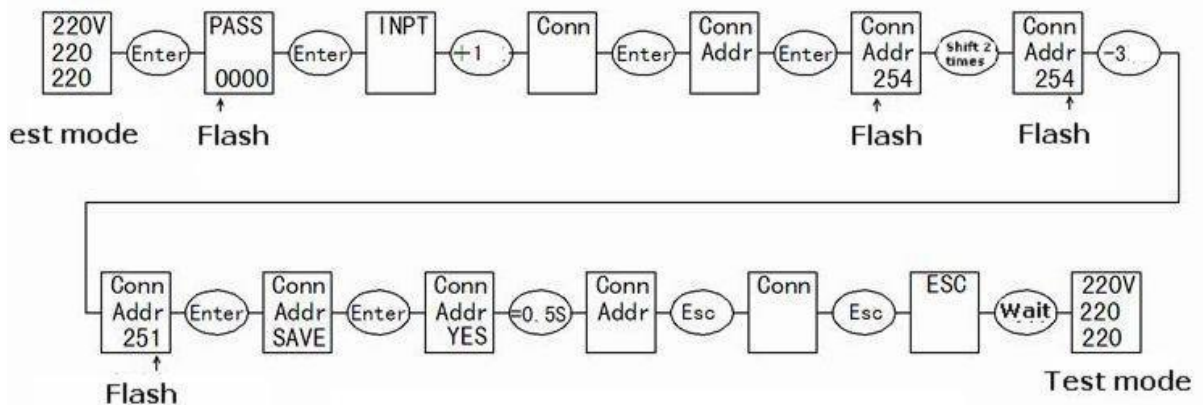 220V
220
220
Enter
PASS
0000
Enter
INPT
+1
Conn
Enter
Conn
Addr
Enter
Conn
Addr
254
Shift 2
times
Conn
Addr
254
-3
est mode
Flash
Flash
Flash
Conn
Addr
251
Enter
Conn
Addr
SAVE
Enter
Conn
Addr
YES
=0.5S
Conn
Addr
Esc
Conn
Esc
ESC
Wait
220V
220
220
Flash
Test mode